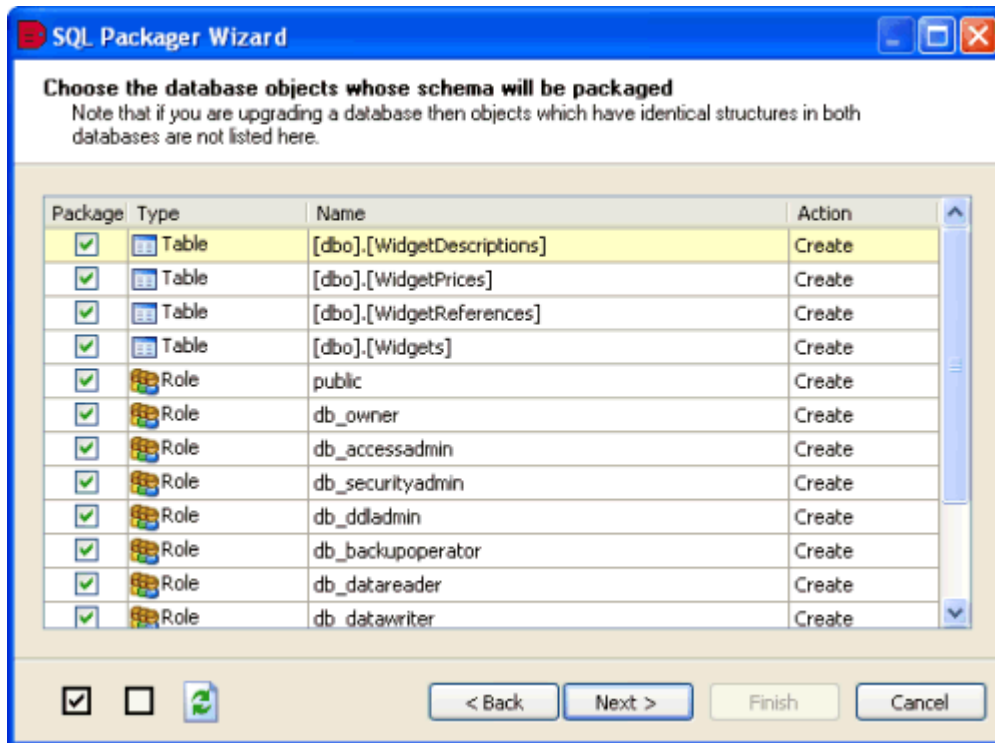 SQL Packager Wizard
Choose the database objects whose schema will be packaged
Note that if you are upgrading a database then objects which have identical structures in both
databases are not listed here.
Package Type Name Action
Table [dbo].[WidgetDescriptions] Create
Table [dbo].[WidgetPrices] Create
Table [dbo].[WidgetReferences] Create
Table [dbo].[Widgets] Create
Role public Create
Role db_owner Create
Role db_accessadmin Create
Role db_securityadmin Create
Role db_ddladmin Create
Role db_backupoperator Create
Role db_datareader Create
Role db_datawriter Create
< Back Next > Finish Cancel